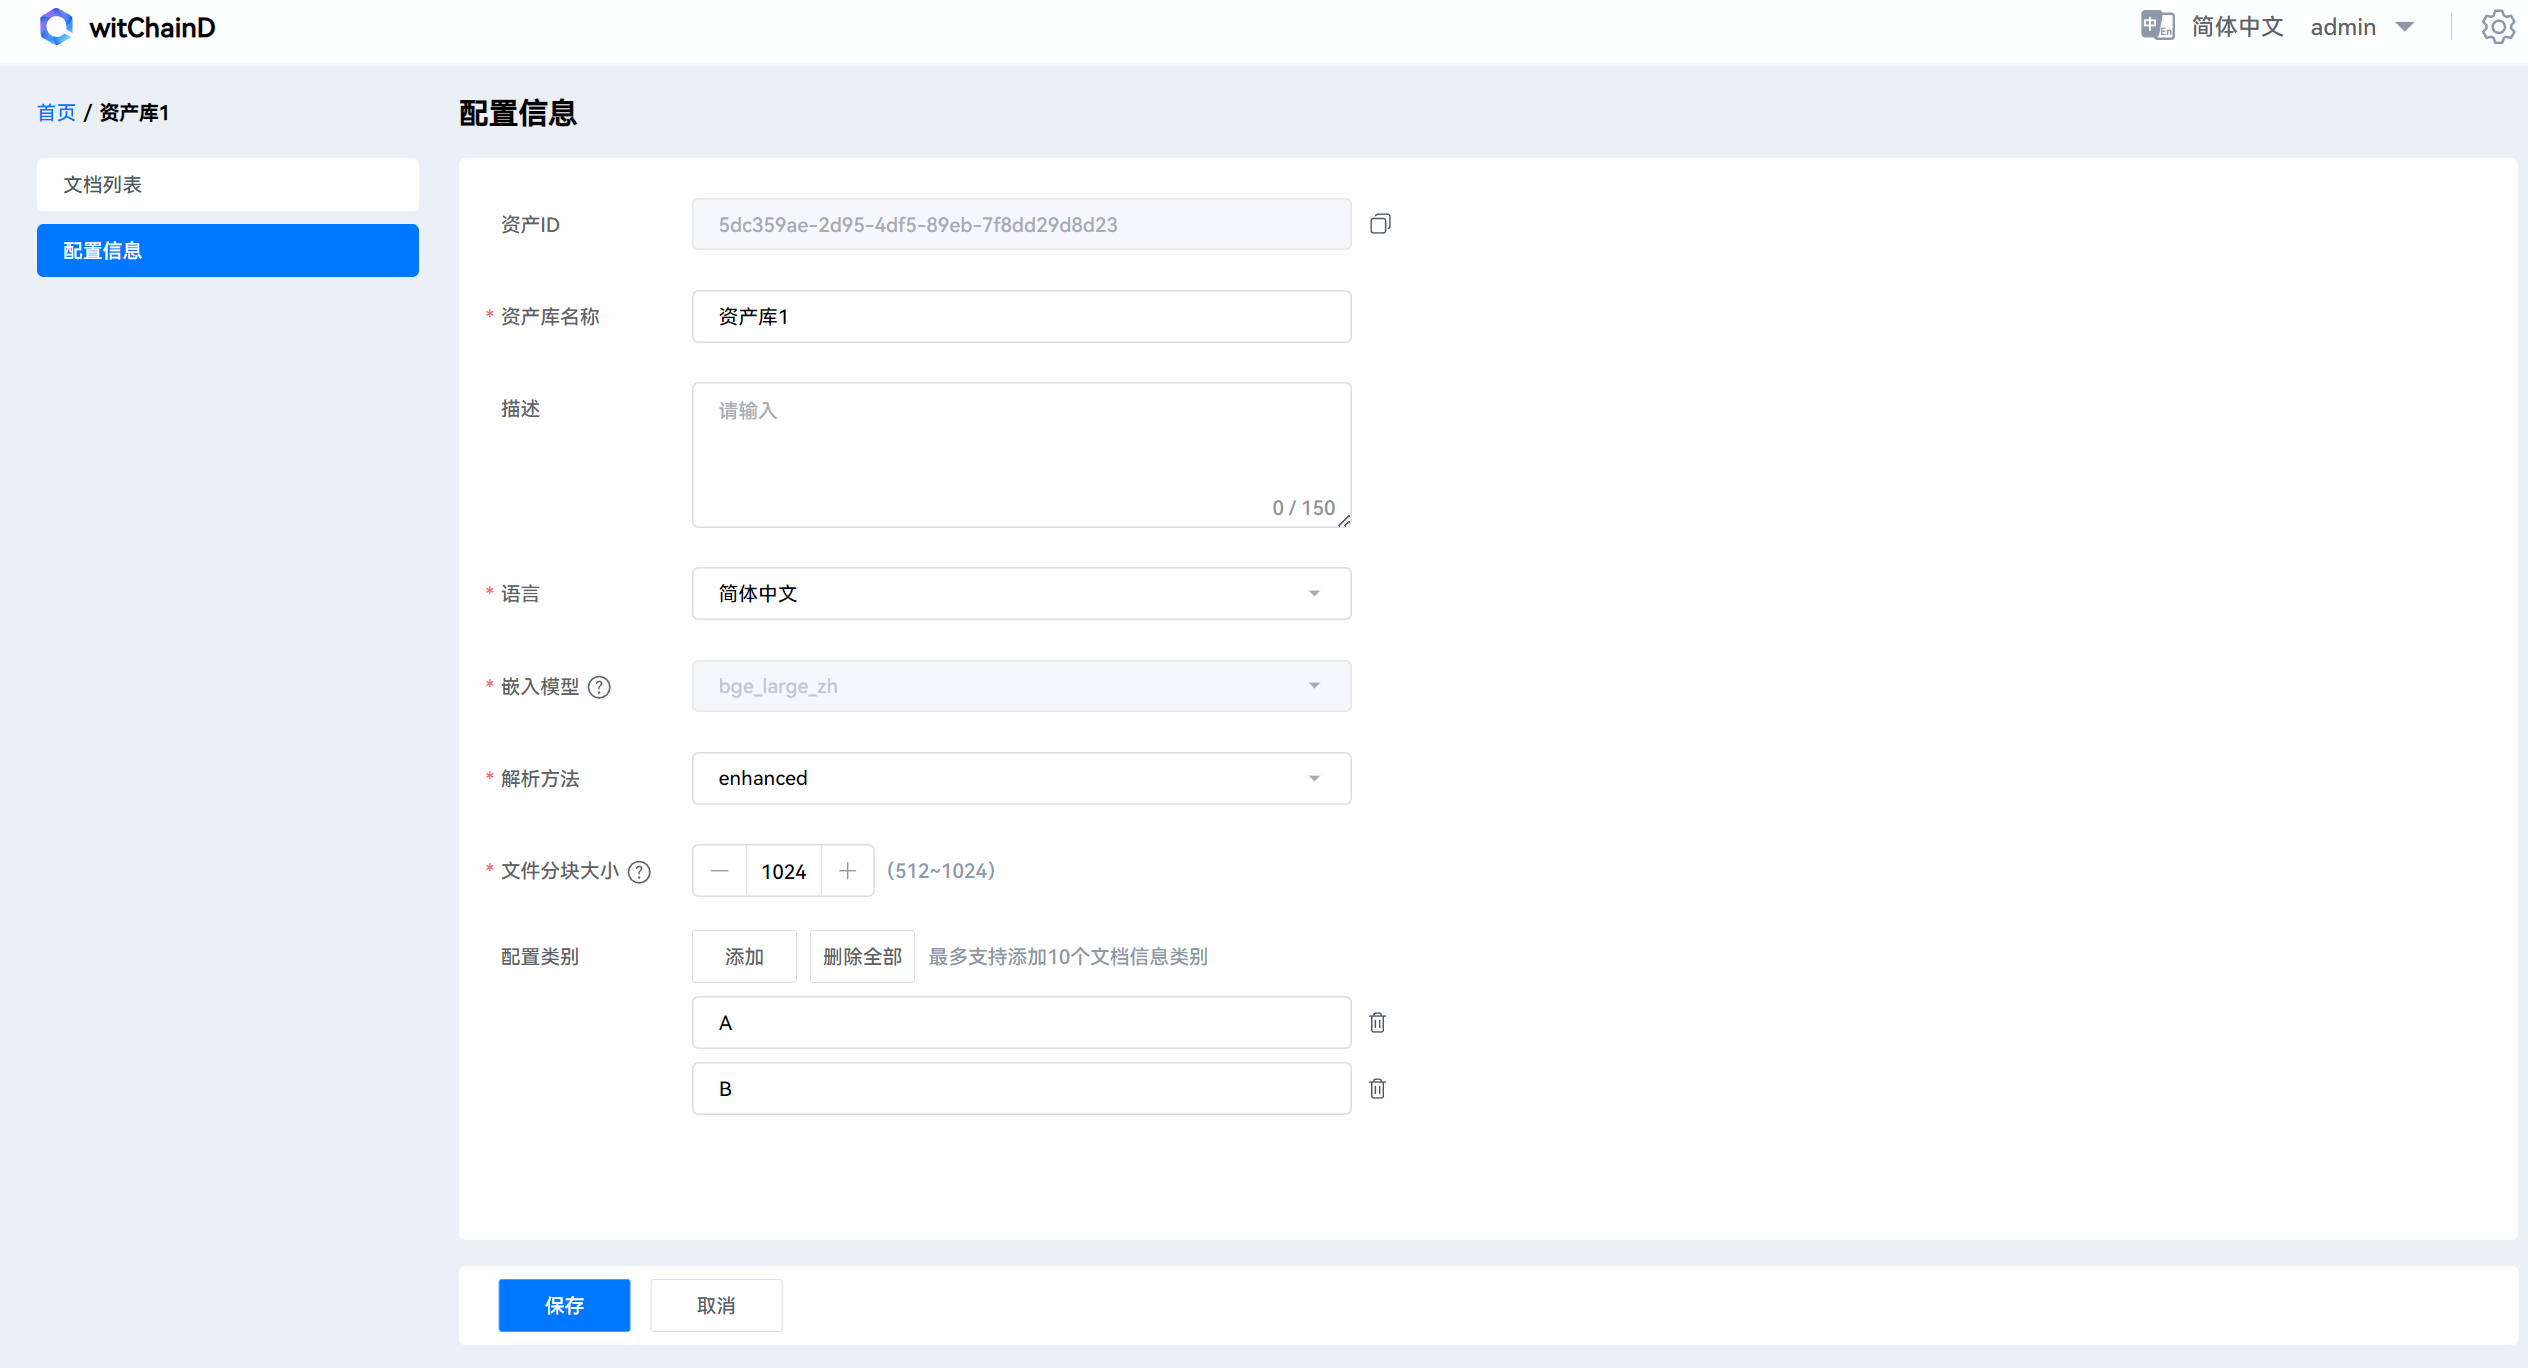 witChainD
中 En 简体中文 admin
首页 / 资产库1
文档列表
配置信息
配置信息
资产ID 5dc359ae-2d95-4df5-89eb-7f8dd29d8d23
* 资产库名称 资产库1
描述 请输入
0 / 150
* 语言 简体中文
* 嵌入模型 ? bge_large_zh
* 解析方法 enhanced
* 文件分块大小 ? — 1024 + (512~1024)
配置类别 添加 删除全部 最多支持添加10个文档信息类别
A
B
保存 取消